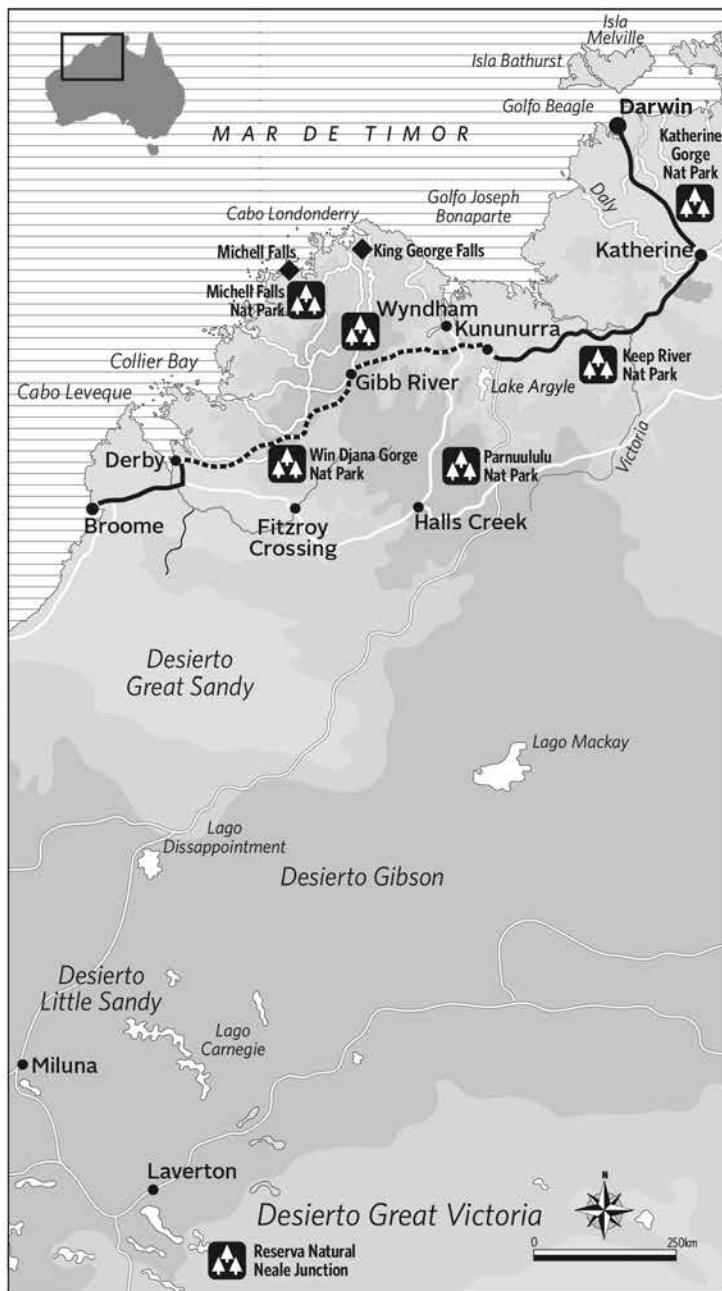 Isla
Melville
Isla Bathurst
Golfo Beagle
Darwin
MAR DE TIMOR
Katherine
Gorge
Nat Park
Daly
Golfo Joseph
Bonaparte
Cabo Londonderry
Katherine
Michell Falls
King George Falls
Michell Falls
Nat Park
Wyndham
Kununurra
Collier Bay
Keep River
Nat Park
Cabo Leveque
Gibb River
Lake Argyle
Victoria
Derby
Win Djana Gorge
Nat Park
Parnuululu
Nat Park
Broome
Fitzroy
Crossing
Halls Creek
Desierto
Great Sandy
Lago Mackay
Lago
Dissappointment
Desierto Gibson
Desierto
Little Sandy
Lago
Carnegie
Miluna
Laverton
N
Desierto Great Victoria
0 250km
Reserva Natural
Neale Junction